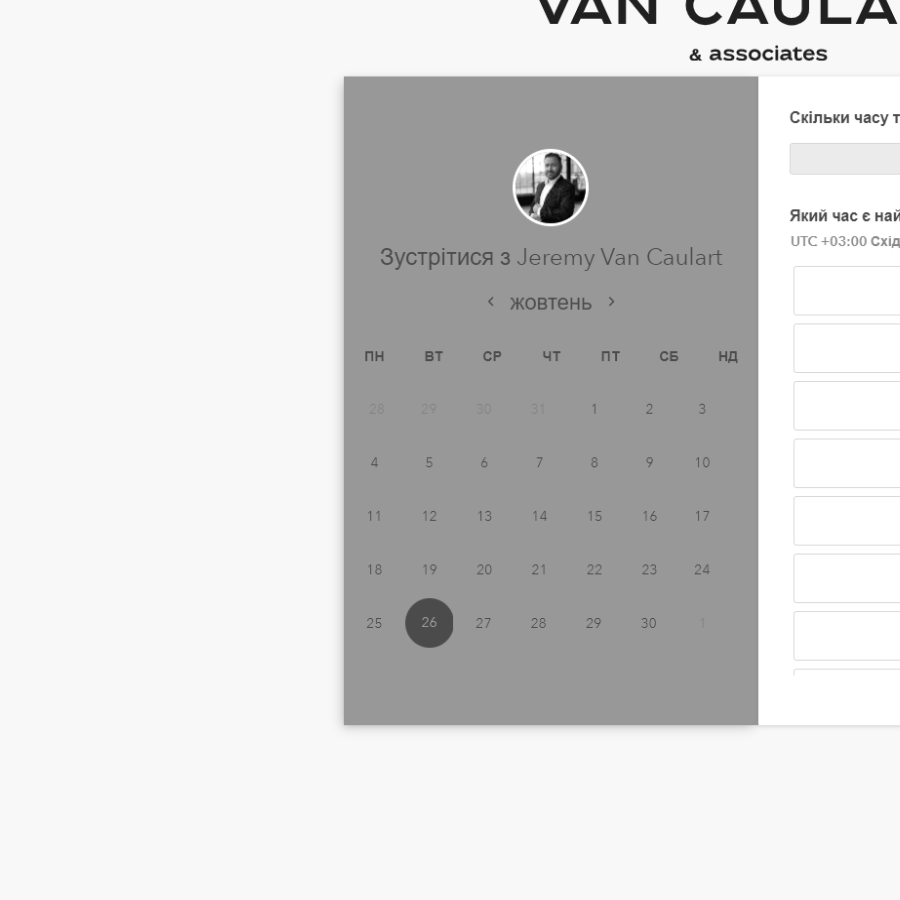 VAN CAULA
& associates
Зустрітися з Jeremy Van Caulart
жовтень
ПН ВТ СР ЧТ ПТ СБ НД
28 29 30 31 1 2 3
4 5 6 7 8 9 10
11 12 13 14 15 16 17
18 19 20 21 22 23 24
25 26 27 28 29 30 1
Скільки часу т
Який час є най
UTC +03:00 Схід